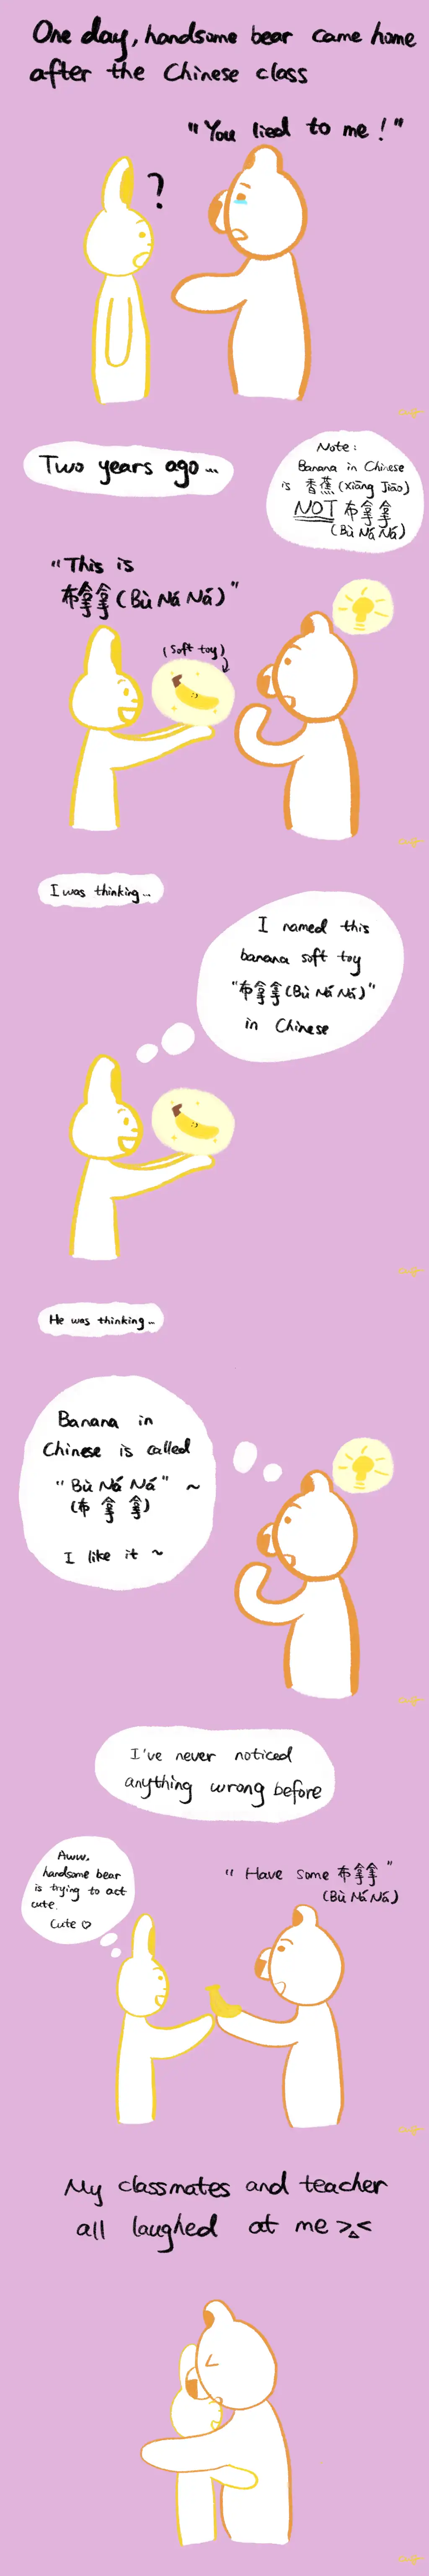 One day, handsome bear came home
after the Chinese class
"You lied to me!"
?
Two years ago...
Note:
Banana in Chinese
is 香蕉 (xiāng Jiāo)
NOT 布拿拿
(Bù Ná Ná)
"This is
布拿拿 (Bù Ná Ná)"
(soft toy)
I was thinking...
I named this
banana soft toy
"布拿拿 (Bù Ná Ná)"
in Chinese
He was thinking...
Banana in
Chinese is called
"Bù Ná Ná" ~
(布 拿 拿)
I like it ~
I've never noticed
anything wrong before
Aww,
handsome bear
is trying to act
cute.
Cute ♡
"Have some 布拿拿"
(Bù Ná Ná)
My classmates and teacher
all laughed at me >.<